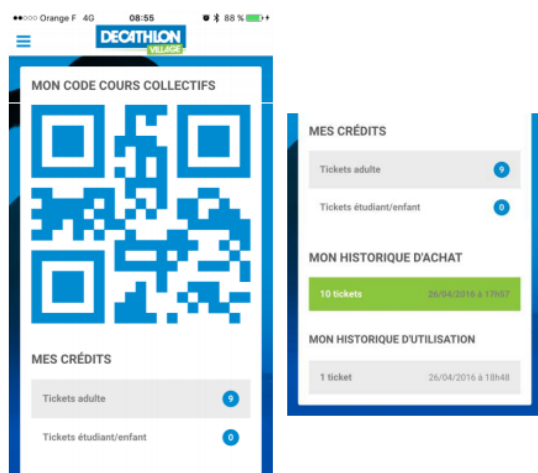 Orange F 4G 08:55 88 %
DECATHLON
VILLAGE
MON CODE COURS COLLECTIFS
MES CRÉDITS
Tickets adulte 9
Tickets étudiant/enfant 0
MES CRÉDITS
Tickets adulte 9
Tickets étudiant/enfant 0
MON HISTORIQUE D'ACHAT
10 tickets 26/04/2016 à 17h57
MON HISTORIQUE D'UTILISATION
1 ticket 26/04/2016 à 18h48